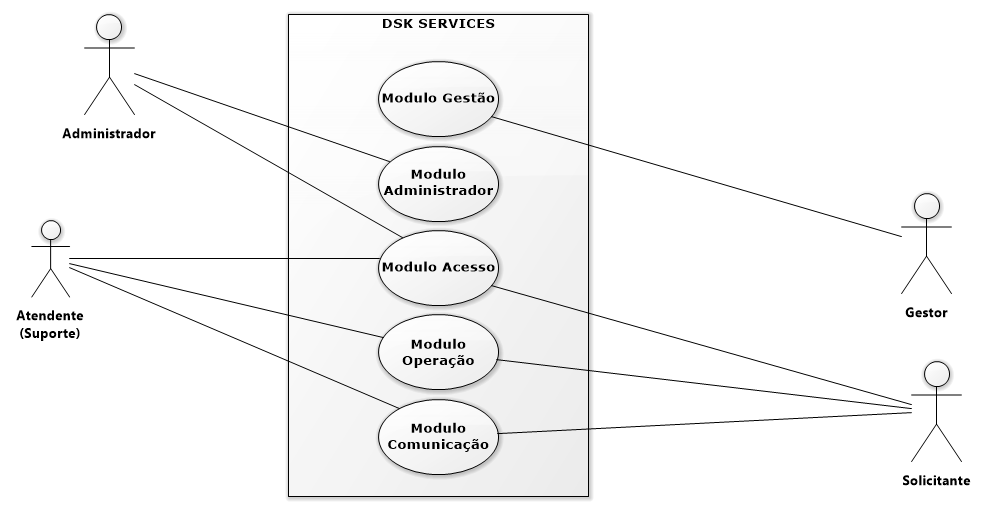 DSK SERVICES
Modulo Gestão
Administrador
Modulo
Administrador
Atendente
(Suporte)
Modulo Acesso
Gestor
Modulo
Operação
Modulo
Comunicação
Solicitante